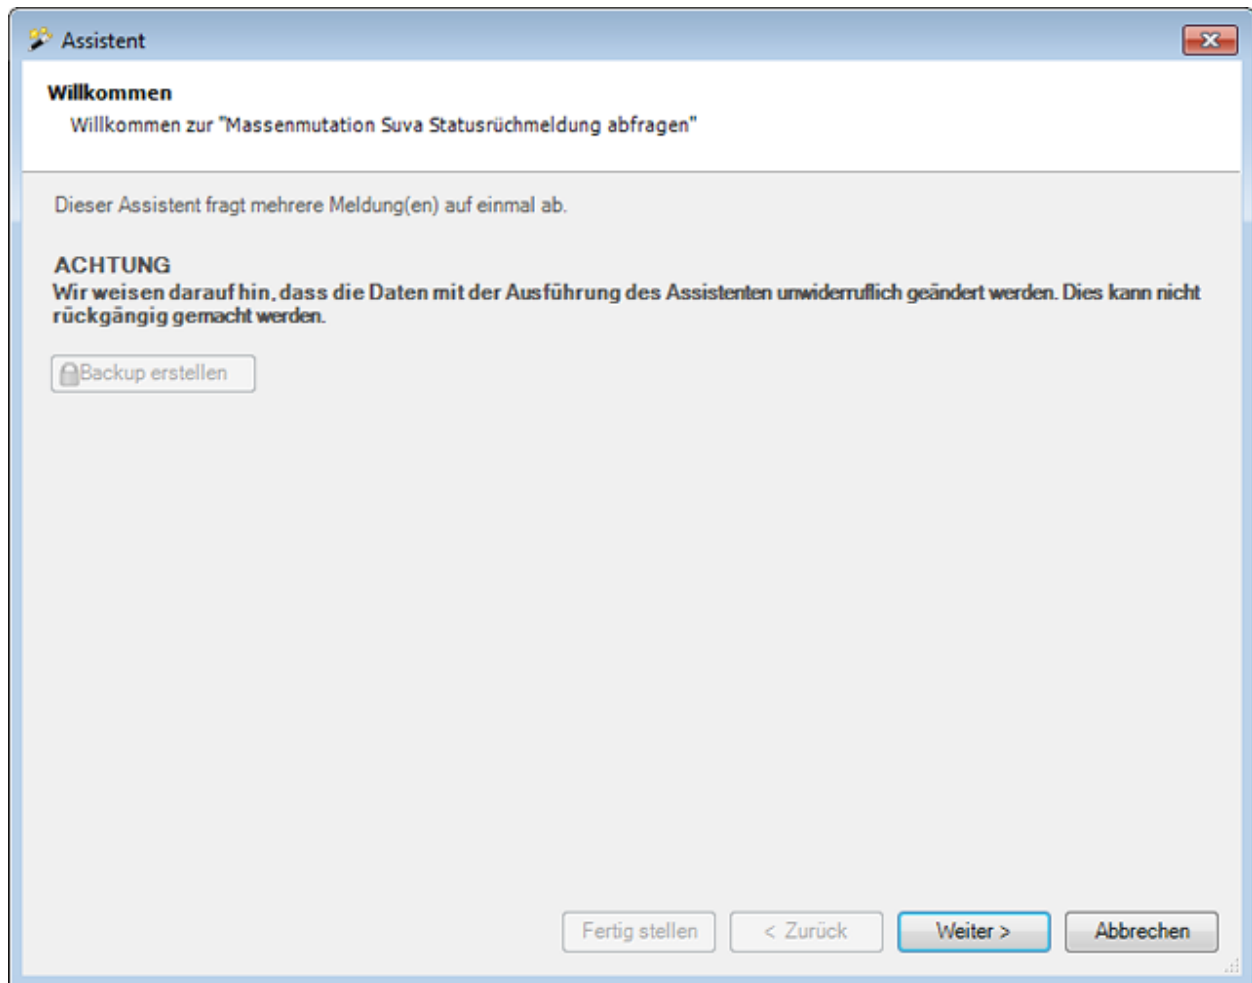 Assistent
Willkommen
Willkommen zur "Massenmutation Suva Statusrüchmeldung abfragen"
Dieser Assistent fragt mehrere Meldung(en) auf einmal ab.
ACHTUNG
Wir weisen darauf hin, dass die Daten mit der Ausführung des Assistenten unwiderruflich geändert werden. Dies kann nicht
rückgängig gemacht werden.
Backup erstellen
Fertig stellen < Zurück Weiter > Abbrechen